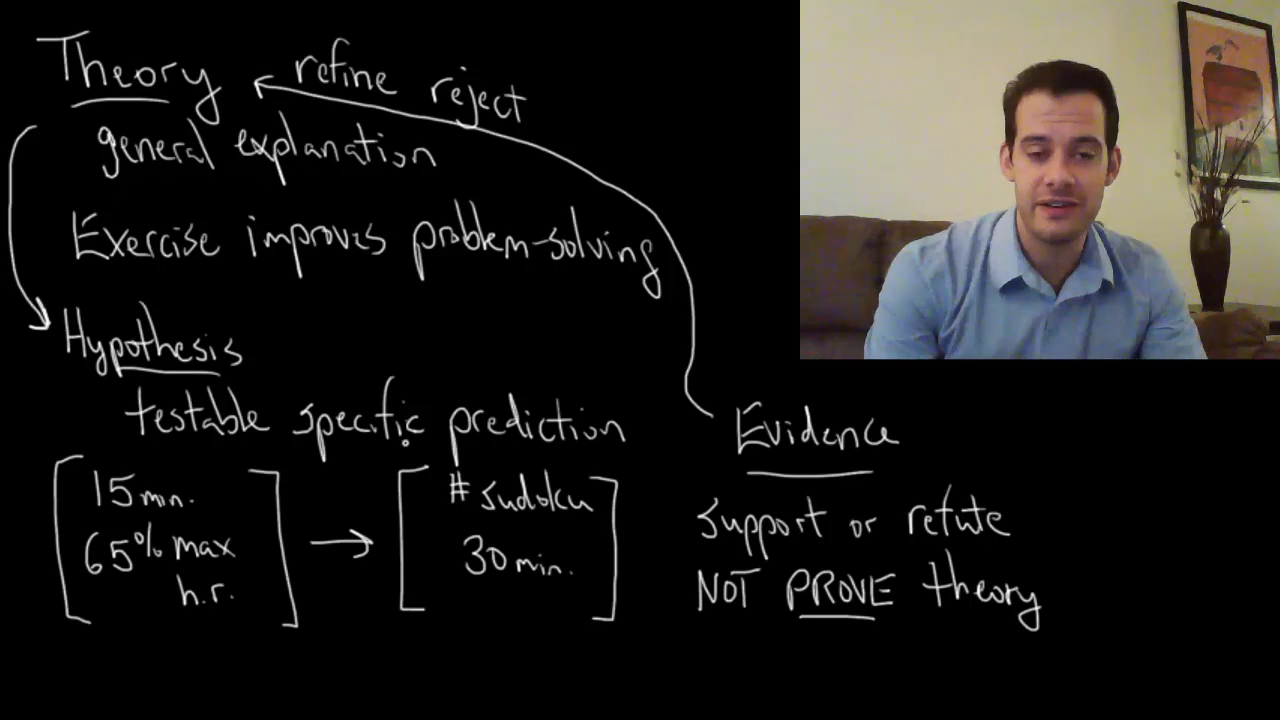 Theory
refine reject
general explanation
Exercise improves problem-solving
Hypothesis
testable specific prediction
15 min.
65% max
h.r.
# sudoku
30 min.
Evidence
support or refute
NOT PROVE theory